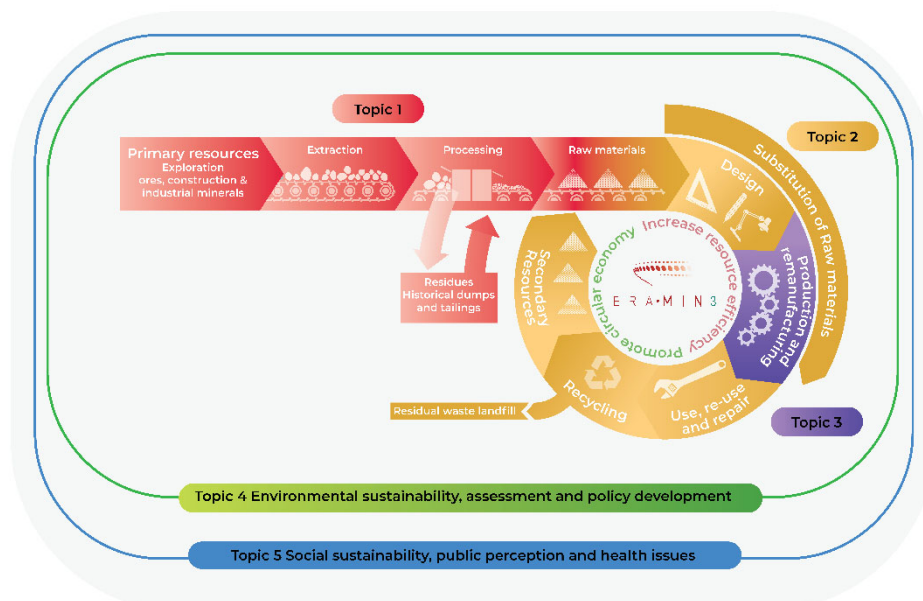 Topic 1
Primary resources
Exploration
ores, construction &
industrial minerals
Extraction
Processing
Raw materials
Residues
Historical dumps
and tailings
Topic 2
Substitution of Raw materials
Design
Production and
remanufacturing
Topic 3
Use, re-use
and repair
Recycling
Residual waste landfill
Secondary
Resources
Increase resource efficiency
Promote circular economy
ERA•MIN3
Topic 4 Environmental sustainability, assessment and policy development
Topic 5 Social sustainability, public perception and health issues